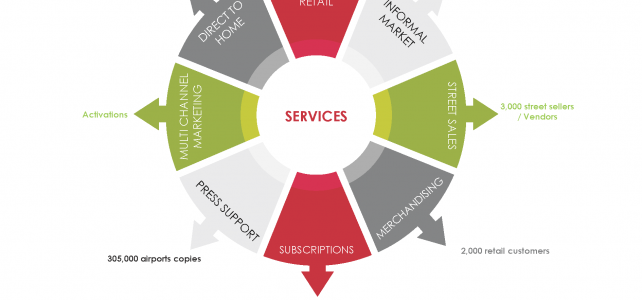 RETAIL
DIRECT TO
HOME
INFORMAL
MARKET
MULTI CHANNEL
MARKETING
Activations
SERVICES
STREET SALES
3,000 street sellers
/ Vendors
PRESS SUPPORT
MERCHANDISING
SUBSCRIPTIONS
305,000 airports copies
2,000 retail customers